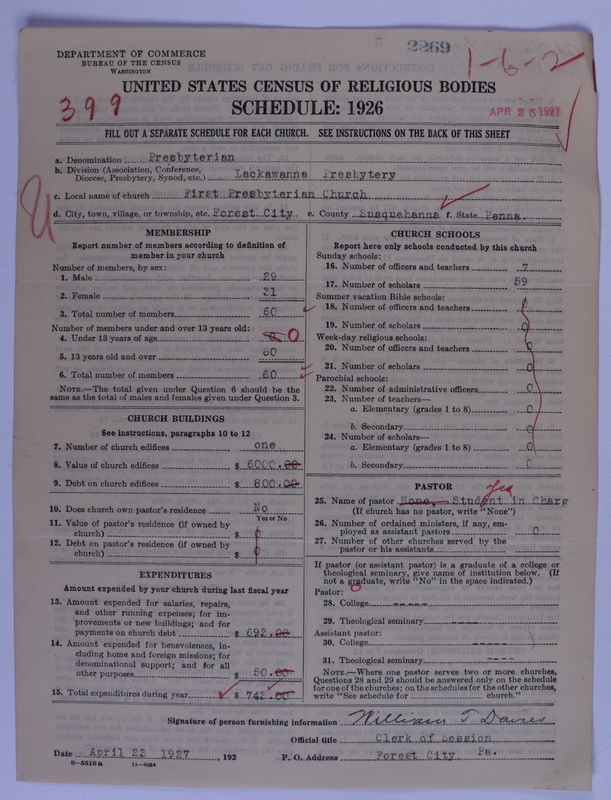 2269
1-6-2
DEPARTMENT OF COMMERCE
BUREAU OF THE CENSUS
WASHINGTON
399
UNITED STATES CENSUS OF RELIGIOUS BODIES
SCHEDULE: 1926
APR 25 1927
FILL OUT A SEPARATE SCHEDULE FOR EACH CHURCH. SEE INSTRUCTIONS ON THE BACK OF THIS SHEET
a. Denomination Presbyterian
b. Division (Association, Conference, Diocese, Presbytery, Synod, etc.) Lackawanna Presbytery
c. Local name of church First Presbyterian Church
d. City, town, village, or township, etc. Forest City. e. County Susquehanna f. State Penna.
MEMBERSHIP
Report number of members according to definition of
member in your church
Number of members, by sex:
1. Male 29
2. Female 31
3. Total number of members 60
Number of members under and over 13 years old:
4. Under 13 years of age 0
5. 13 years old and over 60
6. Total number of members 60
NOTE.—The total given under Question 6 should be
same as the total of males and females given under Question 3.
CHURCH BUILDINGS
See instructions, paragraphs 10 to 12
7. Number of church edifices one
8. Value of church edifices $ 6000.00
9. Debt on church edifices $ 800.00
10. Does church own pastor's residence No
Yes or No
11. Value of pastor's residence (if owned by
church) $ 0
12. Debt on pastor's residence (if owned by
church) $ 0
EXPENDITURES
Amount expended by your church during last fiscal year
13. Amount expended for salaries, repairs,
and other running expenses; for im-
provements or new buildings; and for
payments on church debt $ 692.00
14. Amount expended for benevolences, in-
cluding home and foreign missions; for
denominational support; and for all
other purposes $ 50.00
15. Total expenditures during year $ 742.00
CHURCH SCHOOLS
Report here only schools conducted by this church
Sunday schools:
16. Number of officers and teachers 7
17. Number of scholars 59
Summer vacation Bible schools:
18. Number of officers and teachers 0
19. Number of scholars 0
Week-day religious schools:
20. Number of officers and teachers 0
21. Number of scholars 0
Parochial schools:
22. Number of administrative officers 0
23. Number of teachers—
a. Elementary (grades 1 to 8) 0
b. Secondary 0
24. Number of scholars—
a. Elementary (grades 1 to 8) 0
b. Secondary 0
PASTOR
25. Name of pastor None, Student in Charg
(If church has no pastor, write "None")
26. Number of ordained ministers, if any, em-
ployed as assistant pastors 0
27. Number of other churches served by the
pastor or his assistants
If pastor (or assistant pastor) is a graduate of a college or
theological seminary, give name of institution below. (If
not a graduate, write "No" in the space indicated.)
Pastor:
28. College -----
29. Theological seminary ----
Assistant pastor:
30. College -----
31. Theological seminary ----
NOTE.—Where one pastor serves two or more churches,
Questions 28 and 29 should be answered only on the schedule
for one of the churches; on the schedules for the other churches,
write "See schedule for church."
Signature of person furnishing information William T Davies
Official title Clerk of Session
Date April 22 1927, 192 P. O. Address Forest City Pa.
8-5518a 11-9084